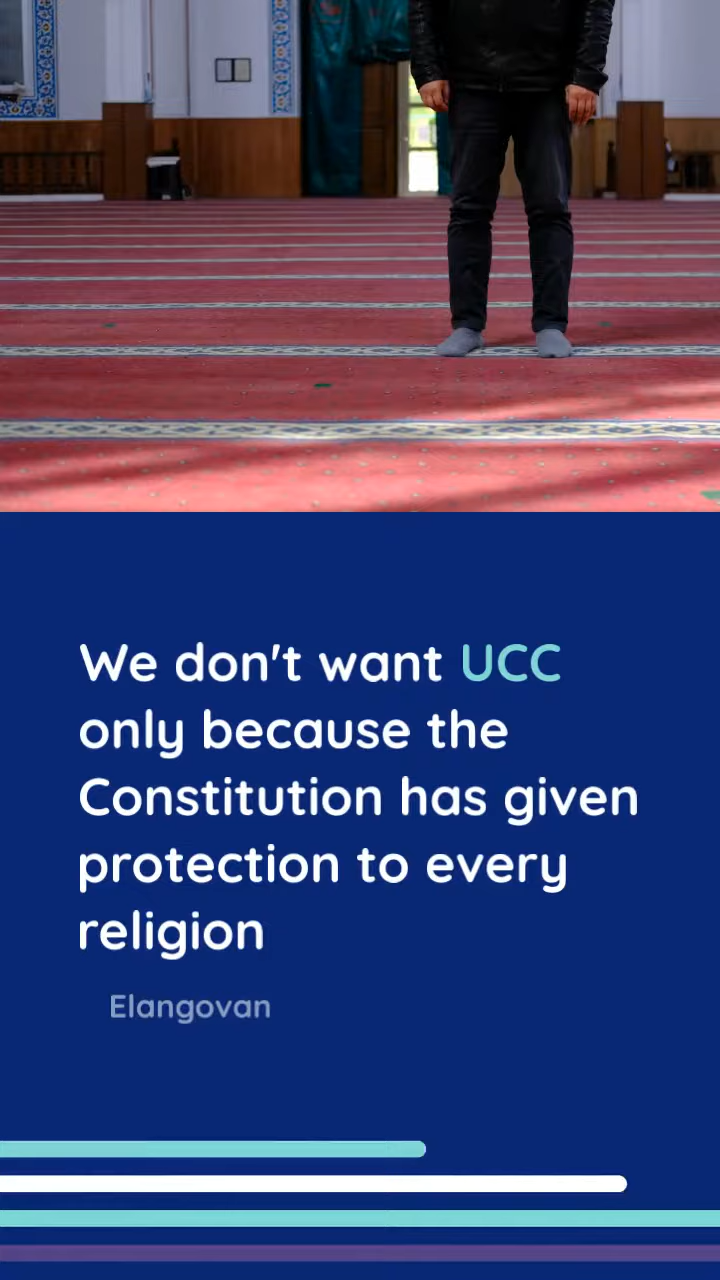 We don't want UCC
only because the
Constitution has given
protection to every
religion
Elangovan